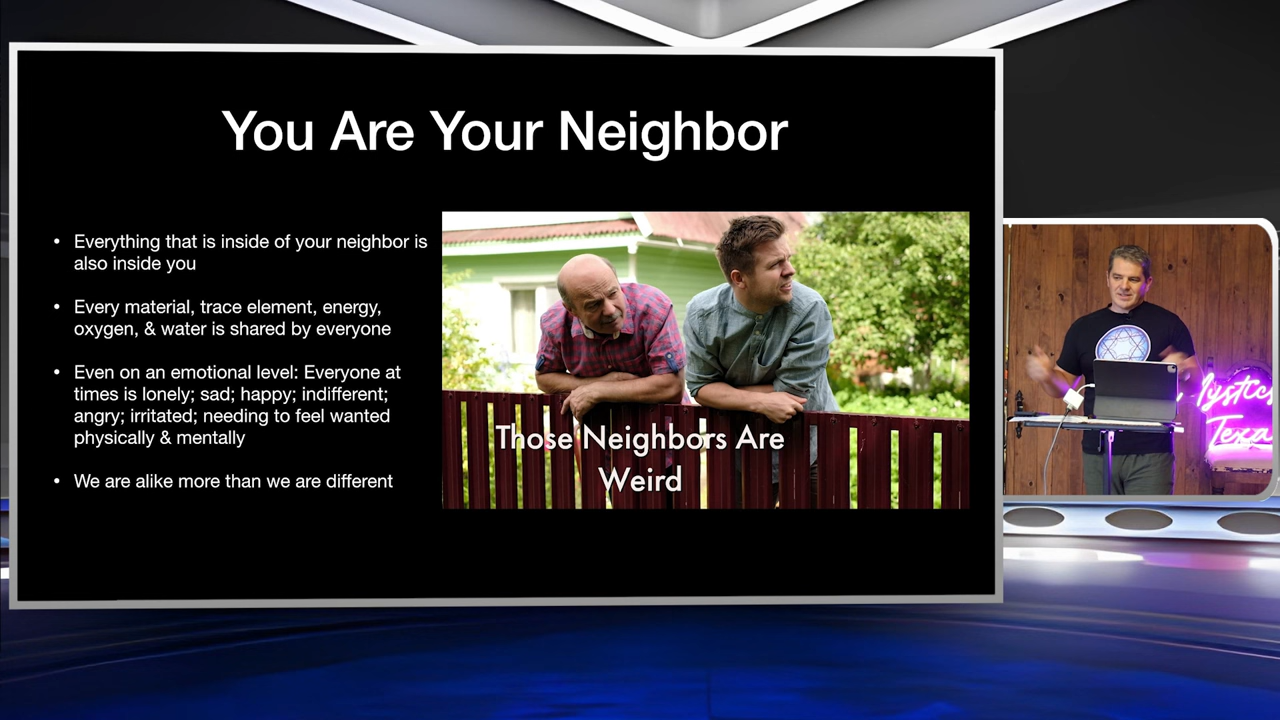 You Are Your Neighbor
• Everything that is inside of your neighbor is
also inside you
• Every material, trace element, energy,
oxygen, & water is shared by everyone
• Even on an emotional level: Everyone at
times is lonely; sad; happy; indifferent;
angry; irritated; needing to feel wanted
physically & mentally
• We are alike more than we are different
Those Neighbors Are
Weird